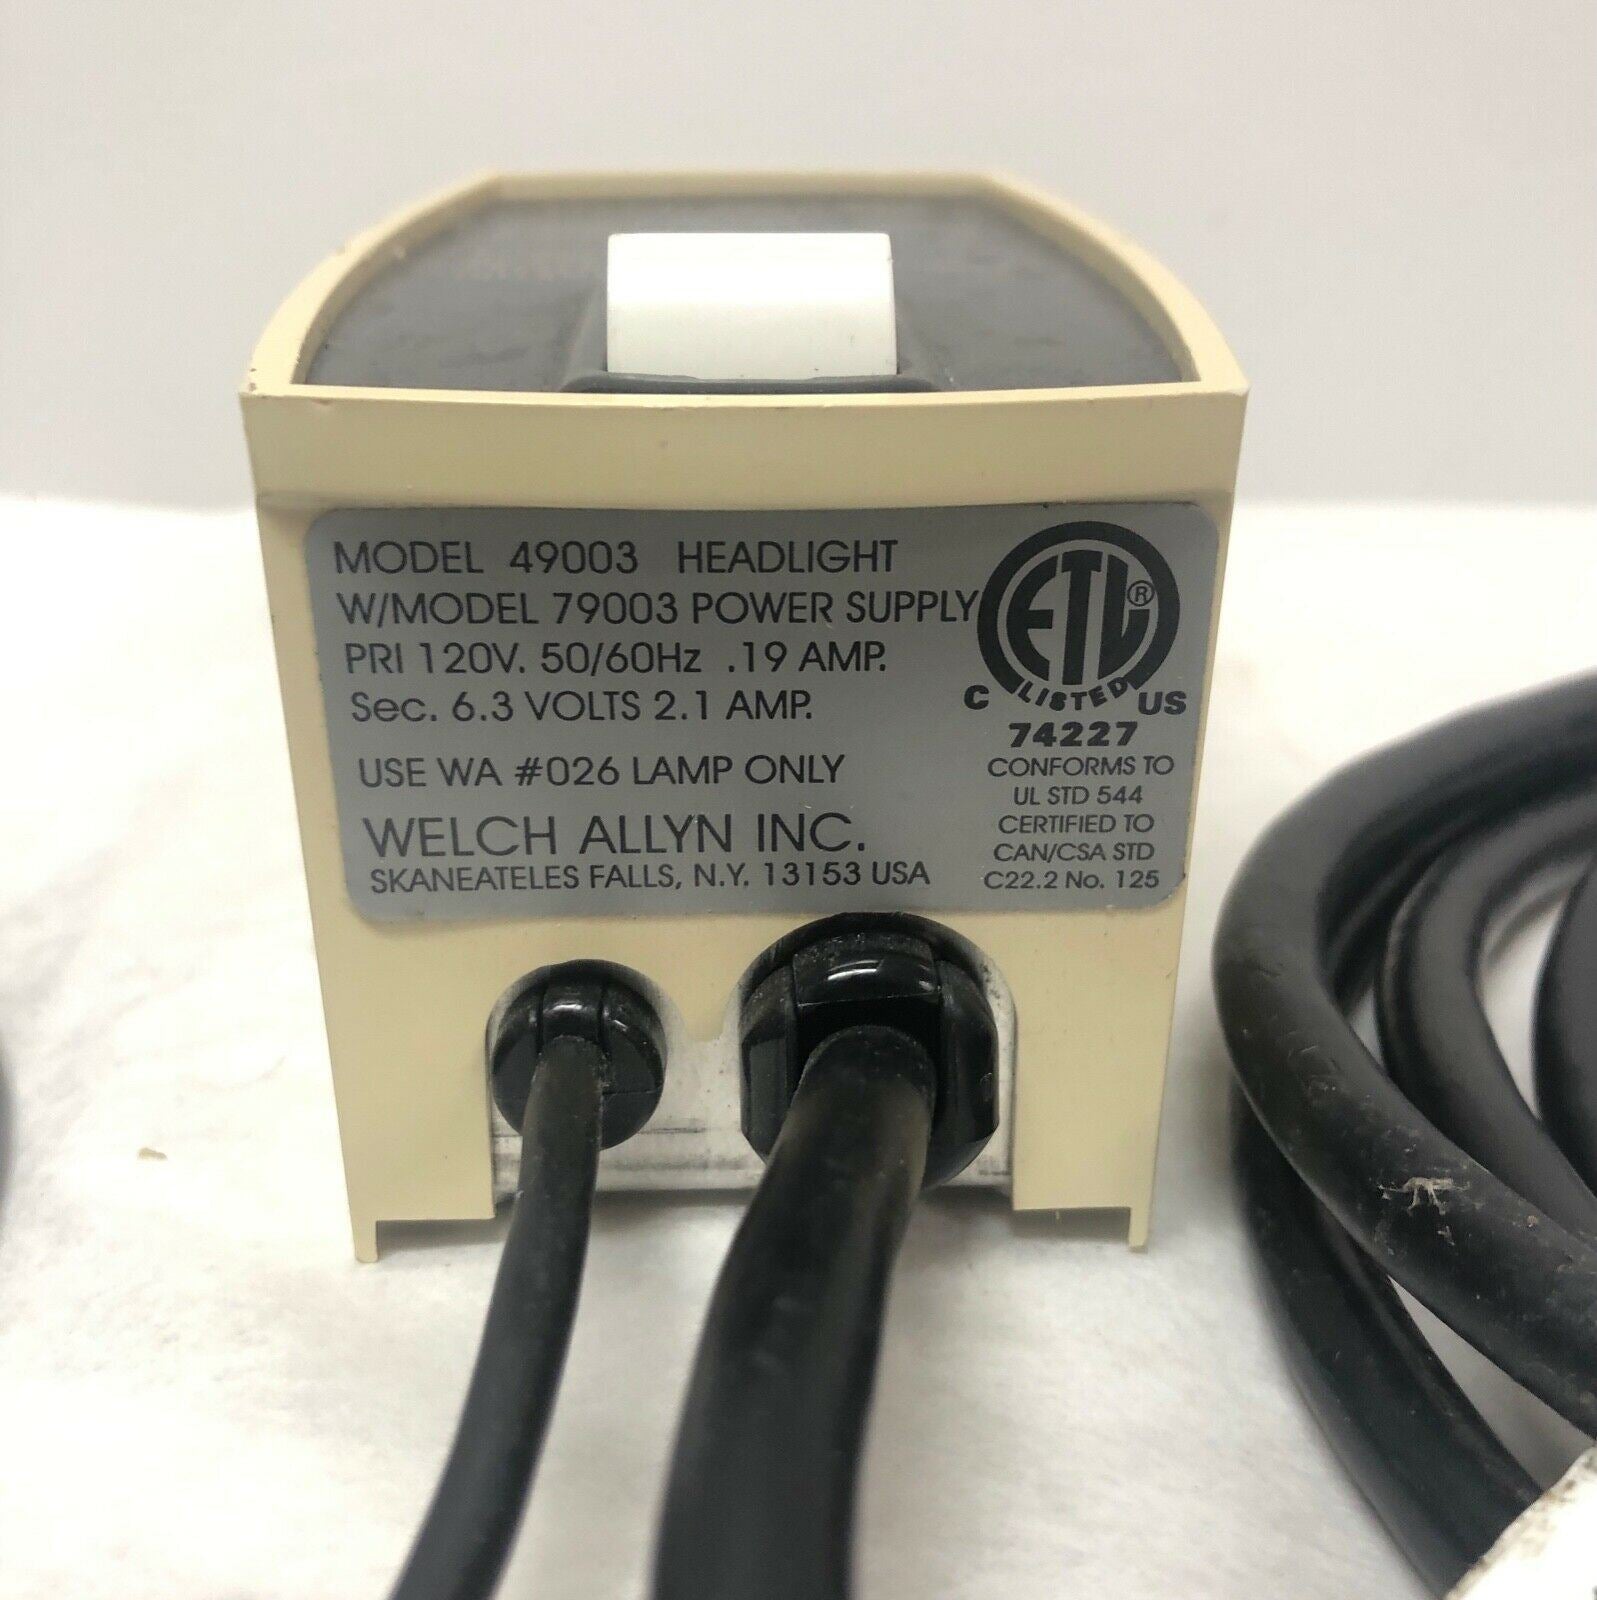 MODEL 49003 HEADLIGHT
W/MODEL 79003 POWER SUPPLY
PRI 120V. 50/60Hz .19 AMP.
Sec. 6.3 VOLTS 2.1 AMP.
USE WA #026 LAMP ONLY
WELCH ALLYN INC.
SKANEATELES FALLS, N.Y. 13153 USA
ETL®
LISTED
C US
74227
CONFORMS TO
UL STD 544
CERTIFIED TO
CAN/CSA STD
C22.2 No. 125